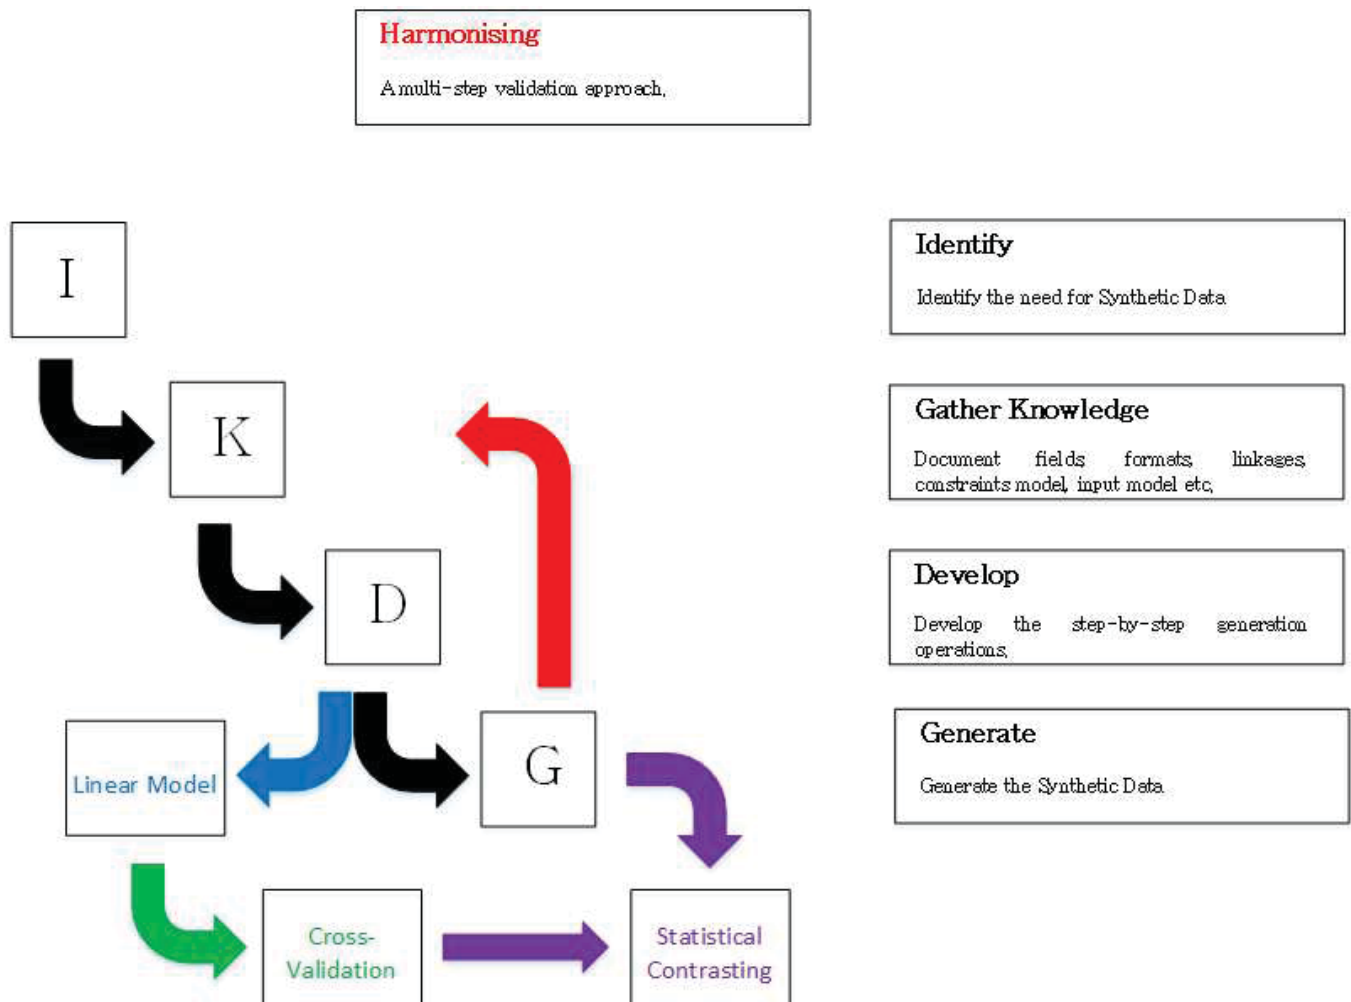 Harmonising
A multi-step validation approach.
I
Identify
Identify the need for Synthetic Data
K
Gather Knowledge
Document fields, formats, linkages,
constraints model, input model etc.
D
Develop
Develop the step-by-step generation
operations.
G
Generate
Generate the Synthetic Data
Linear Model
Cross-
Validation
Statistical
Contrasting